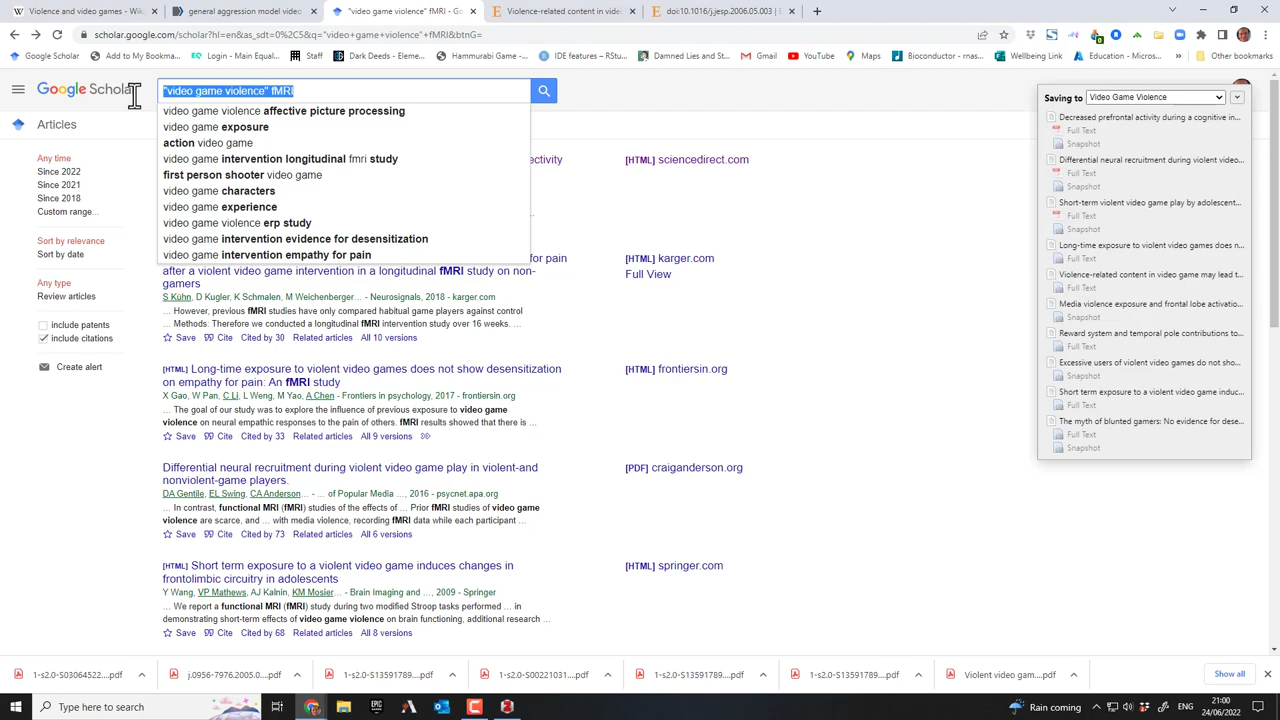 Violence and video games - Wikip
general aggression model violen
"video game violence" fMRI - Go
Violence-related content in video
doi:10.1016/j.jesp.2006.05.003 |
scholar.google.com/scholar?hl=en&as_sdt=0%2C5&q="video+game+violence"+fMRI&btnG=
Google Scholar
Add to My Bookma...
Login - Main Equal...
Staff
Dark Deeds - Eleme...
Hammurabi Game -
IDE features – RStu...
Damned Lies and St...
Gmail
YouTube
Maps
Bioconductor - anno...
Wellbeing Link
Academic Education
Most visited
Other bookmarks
Google Scholar
"video game violence" fMRI
video game violence affective picture processing
video game exposure
action video game
video game intervention longitudinal fmri study
first person shooter video game
video game characters
video game experience
video game violence erp study
video game intervention evidence for desensitization
video game intervention empathy for pain
Articles
Any time
Since 2022
Since 2021
Since 2018
Custom range...
Sort by relevance
Sort by date
Any type
Review articles
include patents
include citations
Create alert
ectivity
[HTML] sciencedirect.com
for pain
after a violent video game intervention in a longitudinal fMRI study on non-
gamers
S Kühn, D Kugler, K Schmalen, M Weichenberger... - Neurosignals, 2018 - karger.com
... However, previous fMRI studies have only compared habitual game players against control
... Methods: Therefore we conducted a longitudinal fMRI intervention study over 16 weeks. ...
Save Cite Cited by 30 Related articles All 10 versions
[HTML] karger.com
Full View
[HTML] Long-time exposure to violent video games does not show desensitization
on empathy for pain: An fMRI study
X Gao, W Pan, C Li, L Weng, M Yao, A Chen - Frontiers in psychology, 2017 - frontiersin.org
... The goal of our study was to explore the influence of previous exposure to video game
violence on neural empathic responses to the pain of others. fMRI results showed that there is ...
Save Cite Cited by 33 Related articles All 9 versions
[HTML] frontiersin.org
Differential neural recruitment during violent video game play in violent-and
nonviolent-game players.
DA Gentile, EL Swing, CA Anderson... - ... of Popular Media ..., 2016 - psycnet.apa.org
... In contrast, functional MRI (fMRI) studies of the effects of ... Prior fMRI studies of video game
violence are scarce, and ... with media violence, recording fMRI data while each participant ...
Save Cite Cited by 73 Related articles All 6 versions
[PDF] craiganderson.org
[HTML] Short term exposure to a violent video game induces changes in
frontolimbic circuitry in adolescents
Y Wang, VP Mathews, AJ Kalnin, KM Mosier... - Brain Imaging and ..., 2009 - Springer
... We report a functional MRI (fMRI) study during two modified Stroop tasks performed ... in
demonstrating short-term effects of video game violence on brain functioning, additional research ...
Save Cite Cited by 68 Related articles All 8 versions
[HTML] springer.com
Saving to Video Game Violence
Decreased prefrontal activity during a cognitive in...
Full Text
Snapshot
Differential neural recruitment during violent video...
Full Text
Snapshot
Short-term violent video game play by adolescent...
Full Text
Snapshot
Long-time exposure to violent video games does n...
Full Text
Violence-related content in video game may lead t...
Full Text
Media violence exposure and frontal lobe activatio...
Snapshot
Reward system and temporal pole contributions to...
Full Text
Excessive users of violent video games do not sho...
Snapshot
Short term exposure to a violent video game induc...
Full Text
The myth of blunted gamers: No evidence for dese...
Full Text
Snapshot
1-s2.0-S03064522....pdf
j.0956-7976.2005.0....pdf
1-s2.0-S13591789....pdf
1-s2.0-S00221031....pdf
1-s2.0-S13591789....pdf
1-s2.0-S13591789....pdf
Violent video gam....pdf
Show all
Type here to search
Rain coming
ENG
21:00
24/06/2022